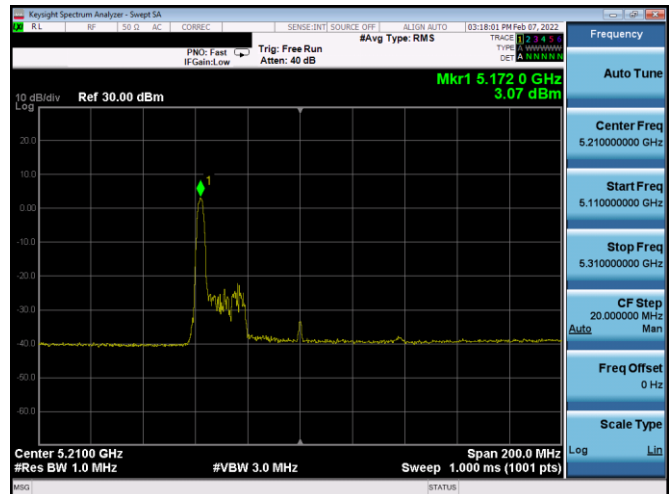 Keysight Spectrum Analyzer - Swept SA
RL RF 50 Ω AC CORREC SENSE:INT SOURCE OFF ALIGN AUTO 03:18:01 PM Feb 07, 2022
#Avg Type: RMS
TRACE 1 2 3 4 5 6
PNO: Fast Trig: Free Run
TYPE A WWWWW
IFGain:Low Atten: 40 dB
DET A N N N N N
Mkr1 5.172 0 GHz
3.07 dBm
10 dB/div Ref 30.00 dBm
Log
20.0
10.0
0.00
-10.0
-20.0
-30.0
-40.0
-50.0
-60.0
1
Center 5.2100 GHz Span 200.0 MHz
#Res BW 1.0 MHz #VBW 3.0 MHz Sweep 1.000 ms (1001 pts)
MSG STATUS
Frequency
Auto Tune
Center Freq
5.210000000 GHz
Start Freq
5.110000000 GHz
Stop Freq
5.310000000 GHz
CF Step
20.000000 MHz
Auto Man
Freq Offset
0 Hz
Scale Type
Log Lin